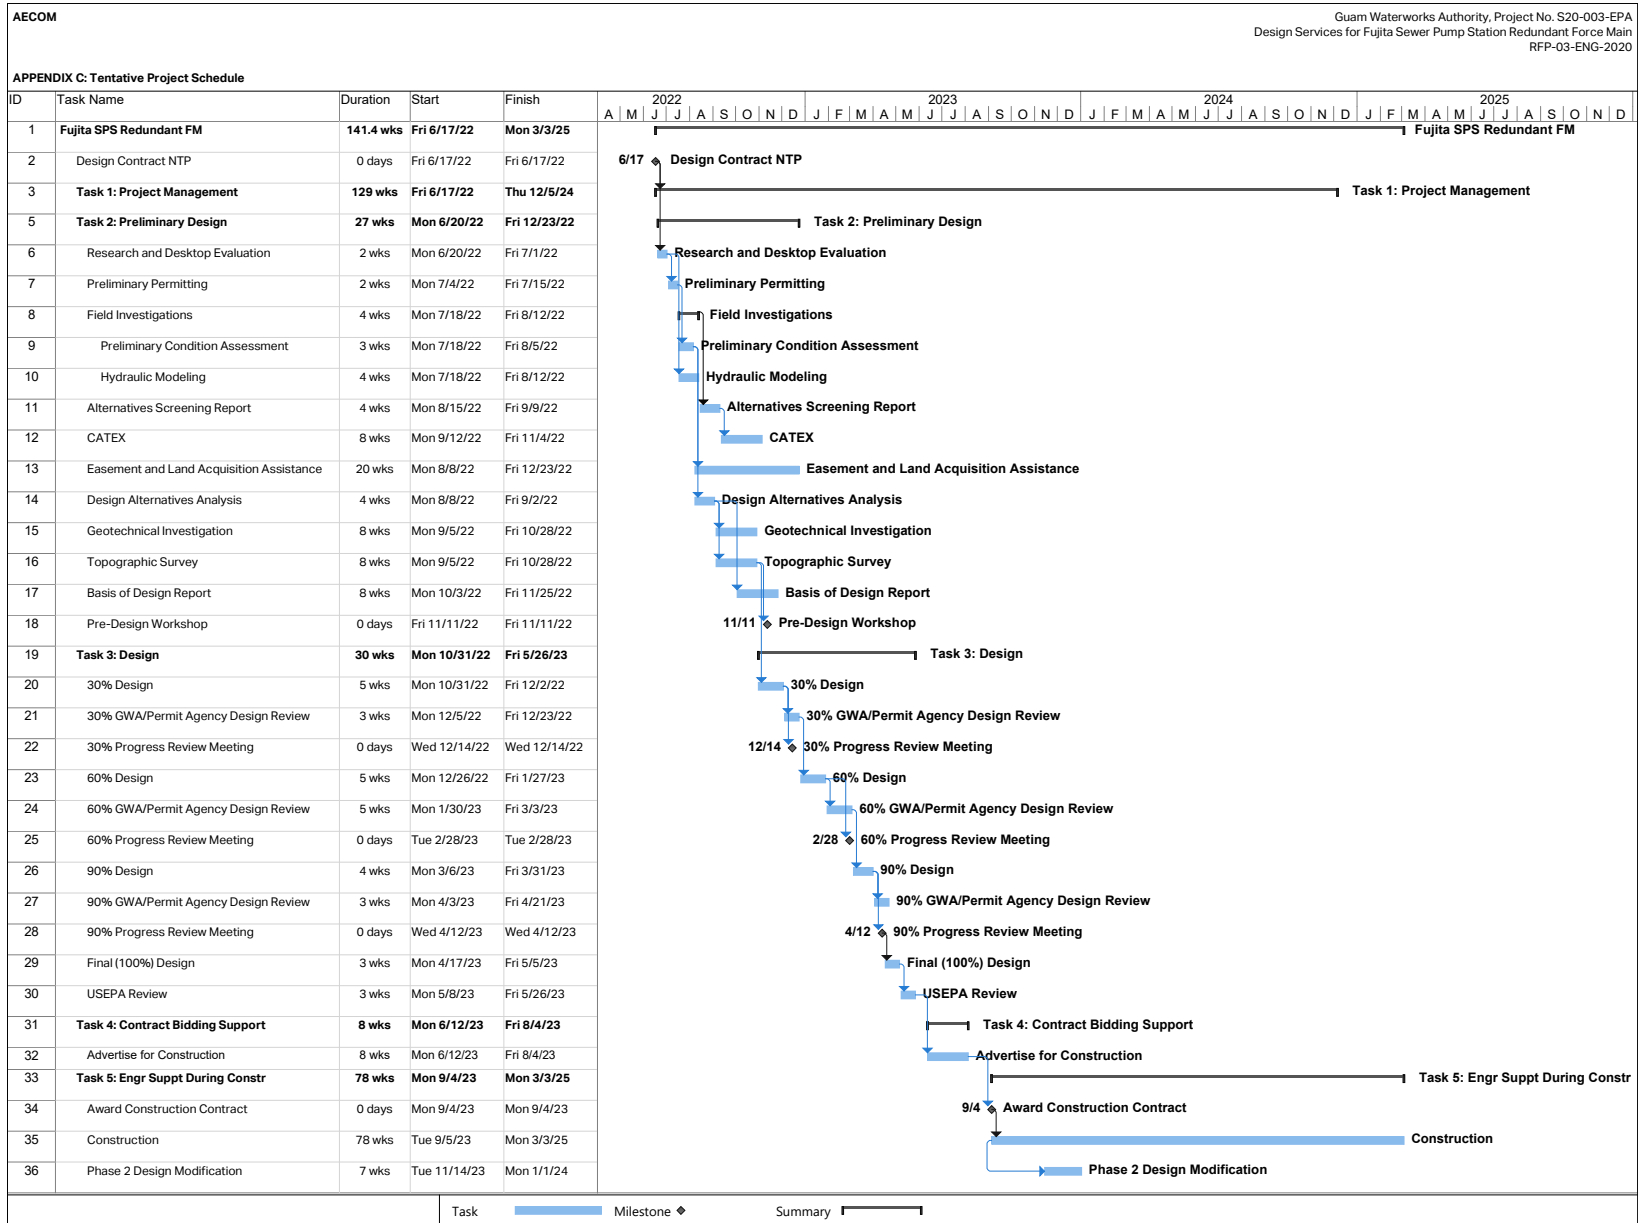 AECOM
Guam Waterworks Authority, Project No. S20-003-EPA
Design Services for Fujita Sewer Pump Station Redundant Force Main
RFP-03-ENG-2020
APPENDIX C: Tentative Project Schedule
ID Task Name Duration Start Finish 2022 2023 2024 2025
A M J J A S O N D J F M A M J J A S O N D J F M A M J J A S O N D J F M A M J J A S O N D
1 Fujita SPS Redundant FM 141.4 wks Fri 6/17/22 Mon 3/3/25 Fujita SPS Redundant FM
2 Design Contract NTP 0 days Fri 6/17/22 Fri 6/17/22 6/17 Design Contract NTP
3 Task 1: Project Management 129 wks Fri 6/17/22 Thu 12/5/24 Task 1: Project Management
5 Task 2: Preliminary Design 27 wks Mon 6/20/22 Fri 12/23/22 Task 2: Preliminary Design
6 Research and Desktop Evaluation 2 wks Mon 6/20/22 Fri 7/1/22 Research and Desktop Evaluation
7 Preliminary Permitting 2 wks Mon 7/4/22 Fri 7/15/22 Preliminary Permitting
8 Field Investigations 4 wks Mon 7/18/22 Fri 8/12/22 Field Investigations
9 Preliminary Condition Assessment 3 wks Mon 7/18/22 Fri 8/5/22 Preliminary Condition Assessment
10 Hydraulic Modeling 4 wks Mon 7/18/22 Fri 8/12/22 Hydraulic Modeling
11 Alternatives Screening Report 4 wks Mon 8/15/22 Fri 9/9/22 Alternatives Screening Report
12 CATEX 8 wks Mon 9/12/22 Fri 11/4/22 CATEX
13 Easement and Land Acquisition Assistance 20 wks Mon 8/8/22 Fri 12/23/22 Easement and Land Acquisition Assistance
14 Design Alternatives Analysis 4 wks Mon 8/8/22 Fri 9/2/22 Design Alternatives Analysis
15 Geotechnical Investigation 8 wks Mon 9/5/22 Fri 10/28/22 Geotechnical Investigation
16 Topographic Survey 8 wks Mon 9/5/22 Fri 10/28/22 Topographic Survey
17 Basis of Design Report 8 wks Mon 10/3/22 Fri 11/25/22 Basis of Design Report
18 Pre-Design Workshop 0 days Fri 11/11/22 Fri 11/11/22 11/11 Pre-Design Workshop
19 Task 3: Design 30 wks Mon 10/31/22 Fri 5/26/23 Task 3: Design
20 30% Design 5 wks Mon 10/31/22 Fri 12/2/22 30% Design
21 30% GWA/Permit Agency Design Review 3 wks Mon 12/5/22 Fri 12/23/22 30% GWA/Permit Agency Design Review
22 30% Progress Review Meeting 0 days Wed 12/14/22 Wed 12/14/22 12/14 30% Progress Review Meeting
23 60% Design 5 wks Mon 12/26/22 Fri 1/27/23 60% Design
24 60% GWA/Permit Agency Design Review 5 wks Mon 1/30/23 Fri 3/3/23 60% GWA/Permit Agency Design Review
25 60% Progress Review Meeting 0 days Tue 2/28/23 Tue 2/28/23 2/28 60% Progress Review Meeting
26 90% Design 4 wks Mon 3/6/23 Fri 3/31/23 90% Design
27 90% GWA/Permit Agency Design Review 3 wks Mon 4/3/23 Fri 4/21/23 90% GWA/Permit Agency Design Review
28 90% Progress Review Meeting 0 days Wed 4/12/23 Wed 4/12/23 4/12 90% Progress Review Meeting
29 Final (100%) Design 3 wks Mon 4/17/23 Fri 5/5/23 Final (100%) Design
30 USEPA Review 3 wks Mon 5/8/23 Fri 5/26/23 USEPA Review
31 Task 4: Contract Bidding Support 8 wks Mon 6/12/23 Fri 8/4/23 Task 4: Contract Bidding Support
32 Advertise for Construction 8 wks Mon 6/12/23 Fri 8/4/23 Advertise for Construction
33 Task 5: Engr Suppt During Constr 78 wks Mon 9/4/23 Mon 3/3/25 Task 5: Engr Suppt During Constr
34 Award Construction Contract 0 days Mon 9/4/23 Mon 9/4/23 9/4 Award Construction Contract
35 Construction 78 wks Tue 9/5/23 Mon 3/3/25 Construction
36 Phase 2 Design Modification 7 wks Tue 11/14/23 Mon 1/1/24 Phase 2 Design Modification
Task Milestone Summary